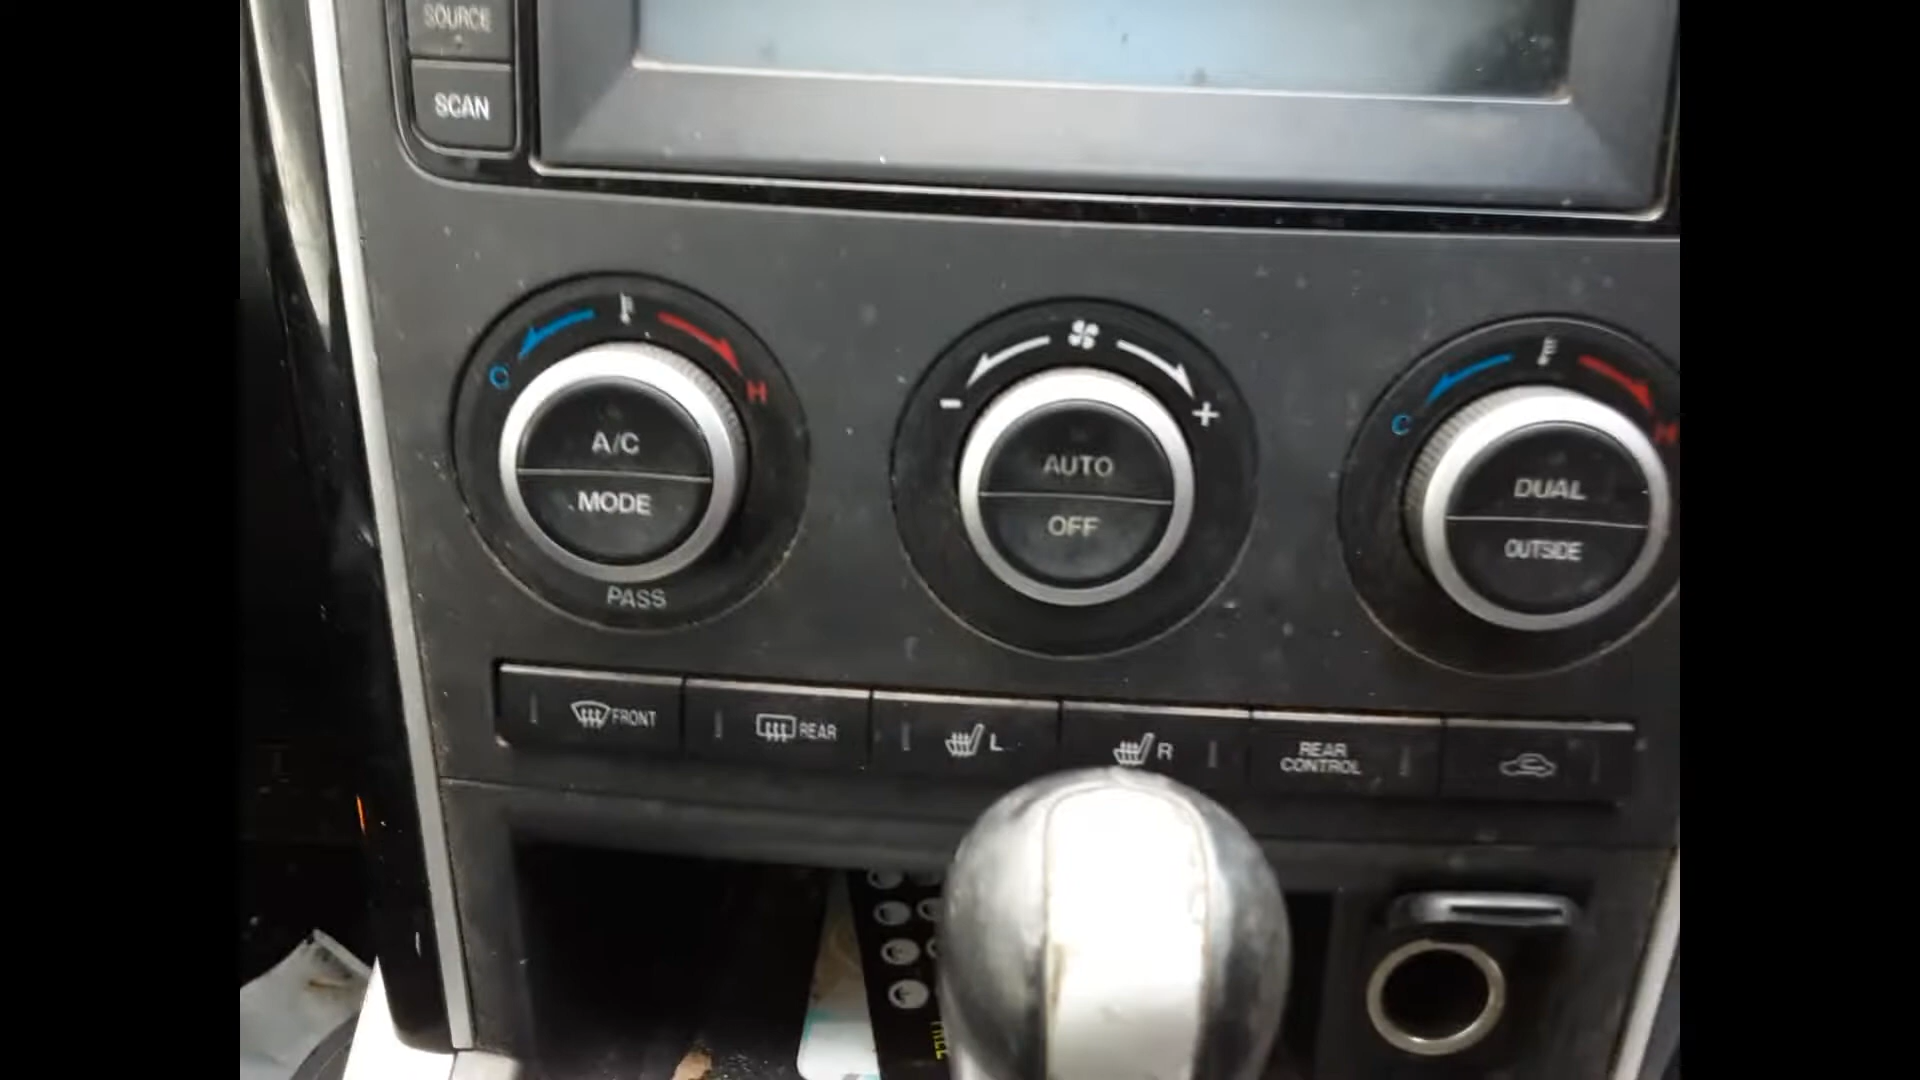 SOURCE
SCAN
C
H
A/C
MODE
PASS
-
+
AUTO
OFF
C
H
DUAL
OUTSIDE
FRONT
REAR
L
R
REAR
CONTROL